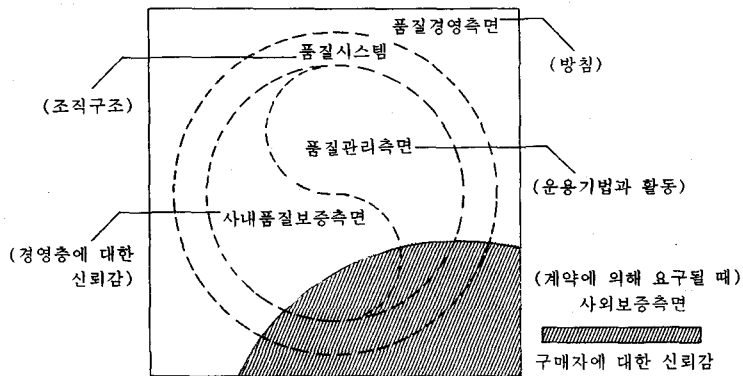 품질경영측면
품질시스템
(방침)
(조직구조)
품질관리측면
(운용기법과 활동)
사내품질보증측면
(경영층에 대한
신뢰감)
(계약에 의해 요구될 때)
사외보증측면
구매자에 대한 신뢰감